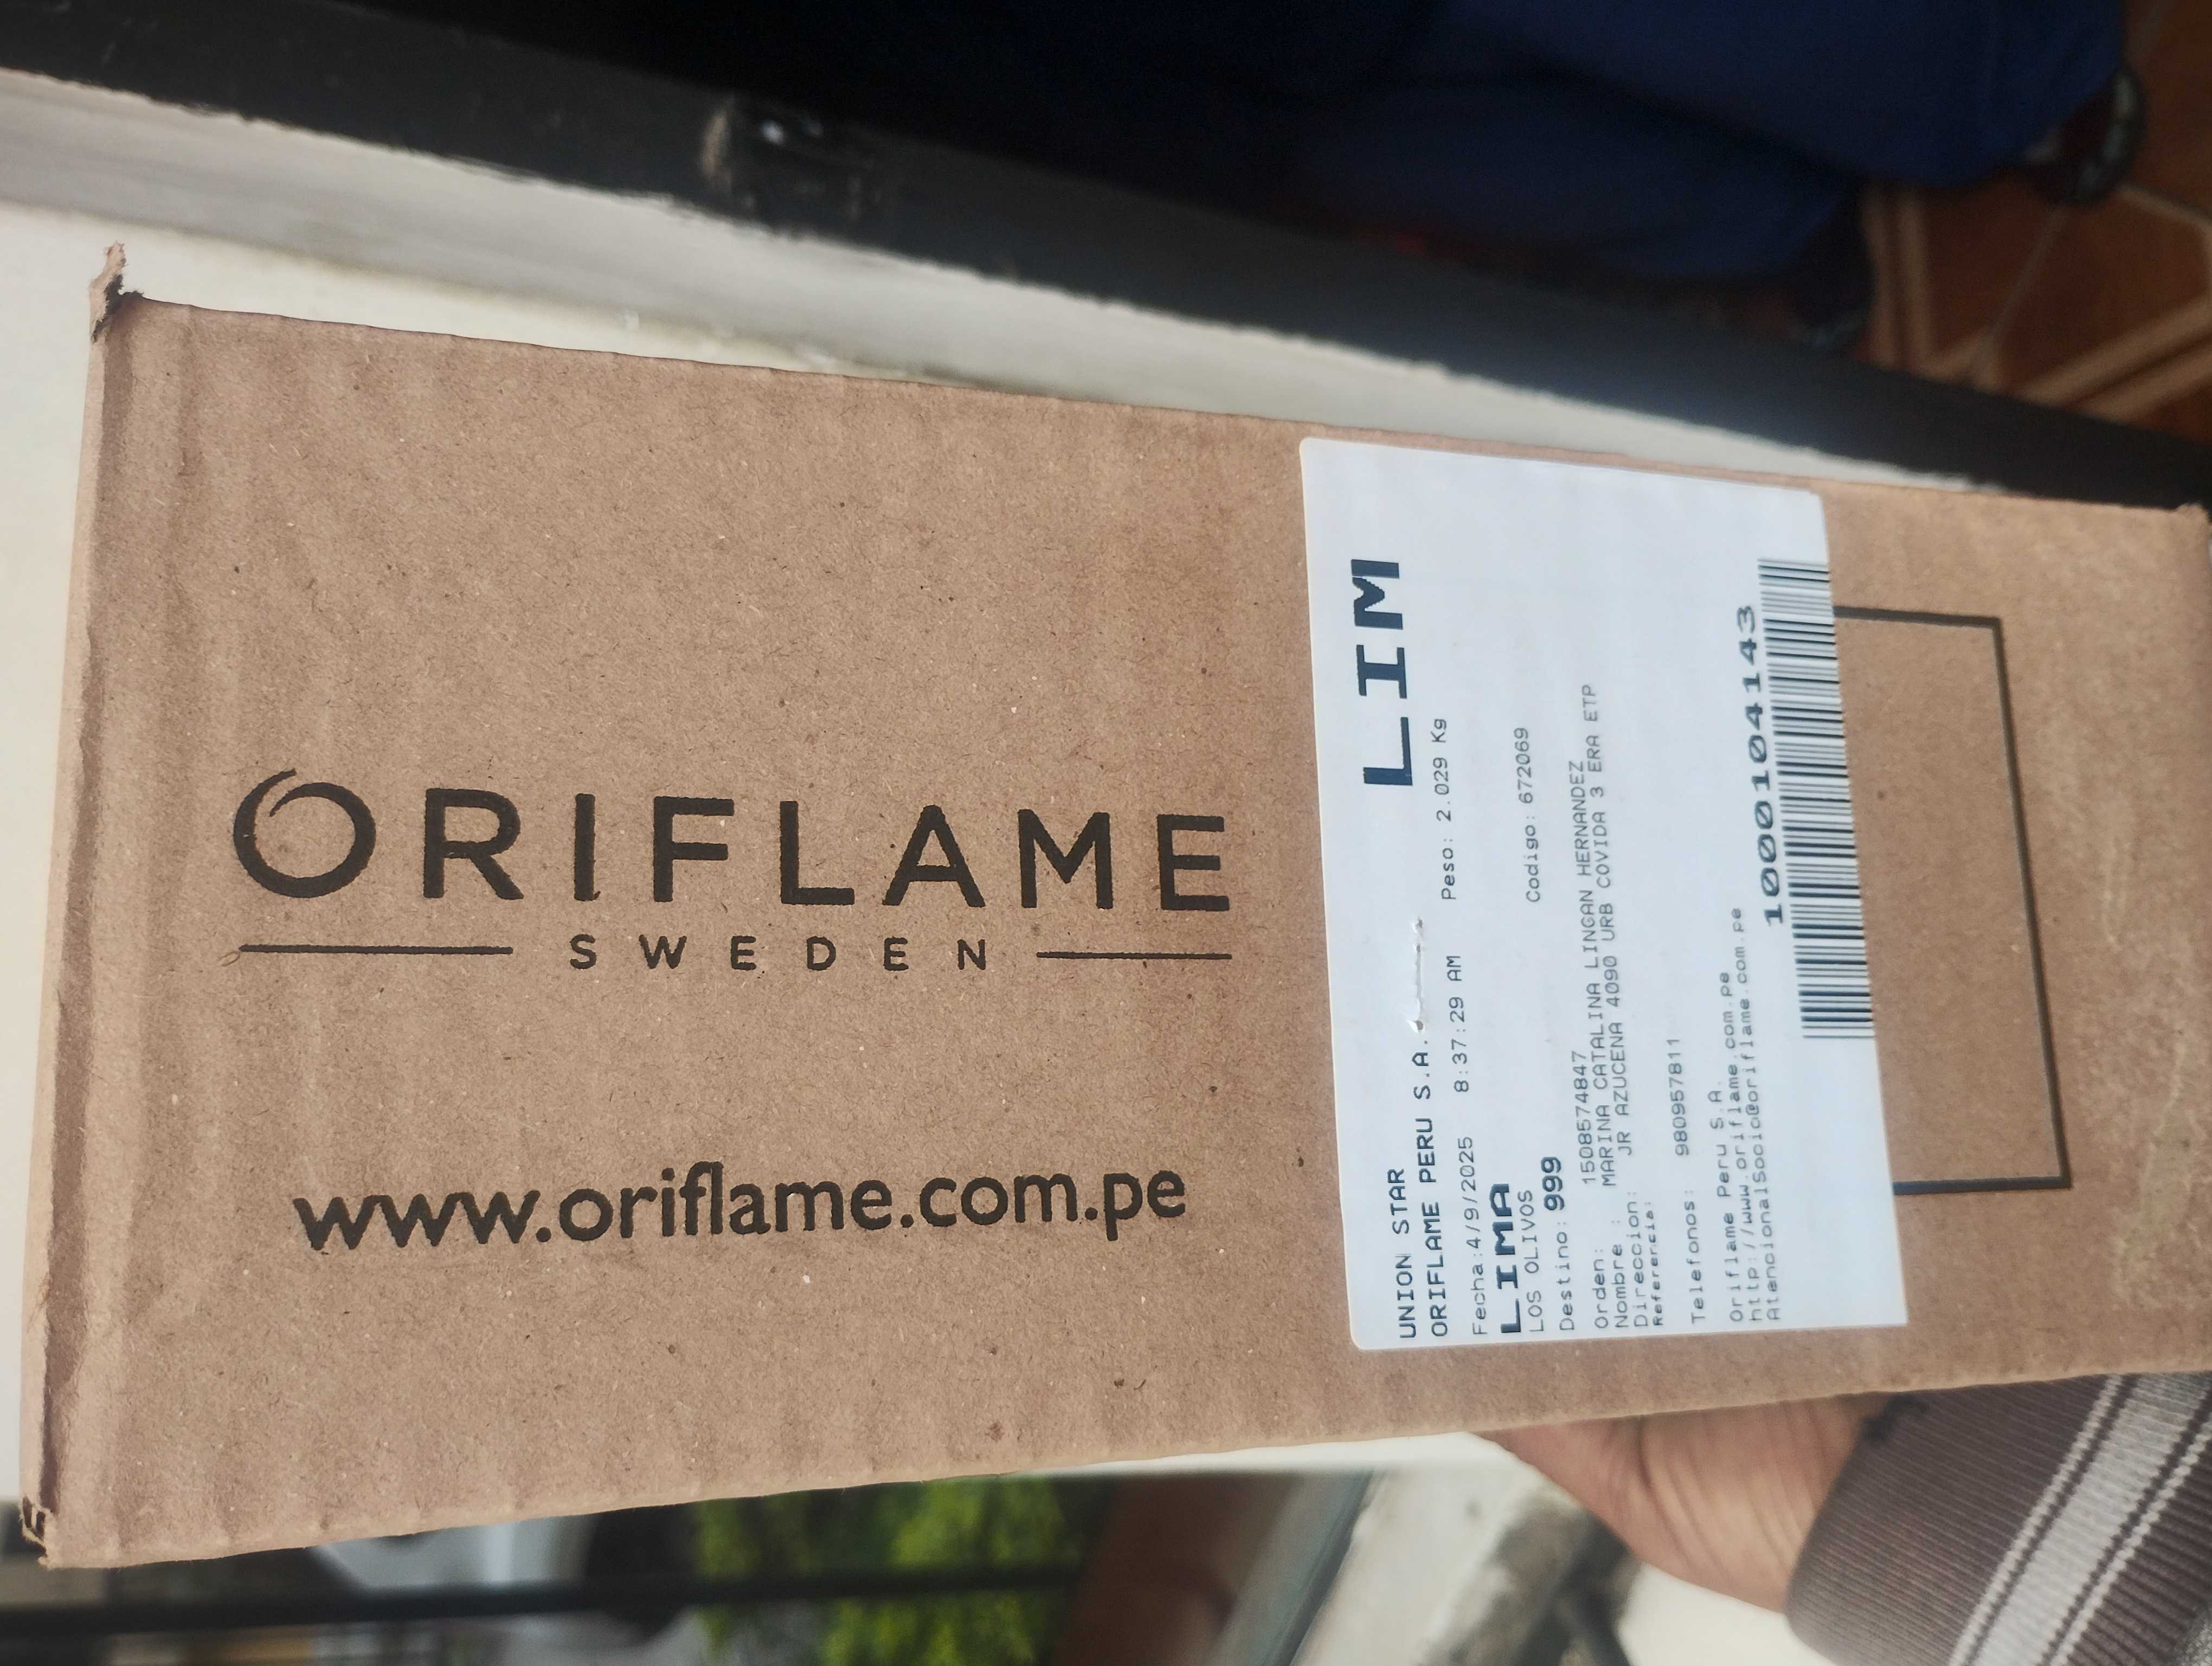 ORIFLAME
SWEDEN
www.oriflame.com.pe
LIM
UNION STAR
ORIFLAME PERU S.A.
Fecha:4/9/2025 8:37:29 AM Peso: 2.029 Kg
LIMA
LOS OLIVOS Codigo: 672069
Destino: 999
Orden: 1508574847
Nombre : MARINA CATALINA LINGAN HERNANDEZ
Direccion: JR AZUCENA 4090 URB COVIDA 3 ERA ETP
Referencia:
Telefonos: 980957811
Oriflame Peru S.A.
http://www.oriflame.com.pe
AtencionalSocio@oriflame.com.pe
1000104143